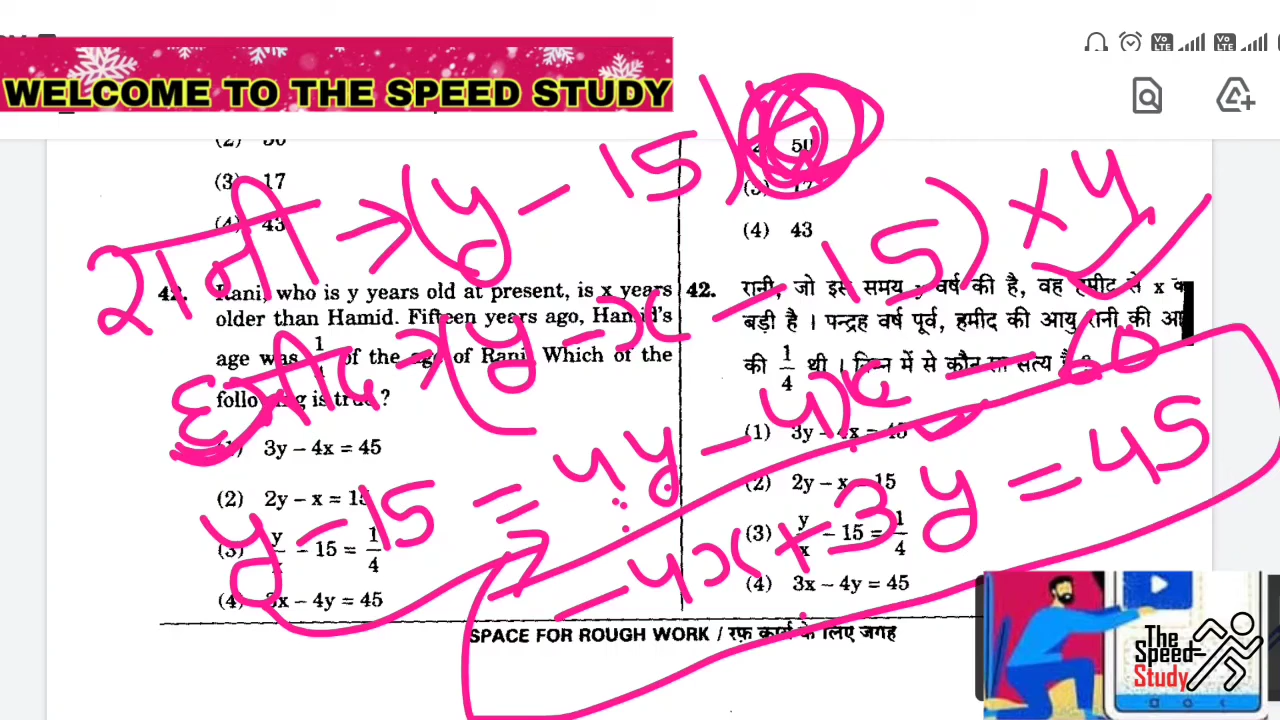 WELCOME TO THE SPEED STUDY
(2) 50
(3) 17
(4) 43
42. Rani, who is y years old at present, is x years
older than Hamid. Fifteen years ago, Hamid's
age was 1/4 of the age of Rani. Which of the
following is true?
(1) 3y – 4x = 45
(2) 2y – x = 15
(3) y/x – 15 = 1/4
(4) 3x – 4y = 45
50
(3) 17
(4) 43
42. रानी, जो इस समय y वर्ष की है, वह हमीद से x
बड़ी है । पन्द्रह वर्ष पूर्व, हमीद की आयु रानी की
की 1/4 थी । निम्न में से कौन सा सत्य है ?
(1) 3y – 4x = 45
(2) 2y – x = 15
(3) y/x – 15 = 1/4
(4) 3x – 4y = 45
SPACE FOR ROUGH WORK / रफ़ कार्य के लिए जगह
रानी → (y – 15)
हमीद → (y – x – 15) × 4
y – 15 = 4y – 4x – 60
– 4x + 3y = 45
The
Speed
Study